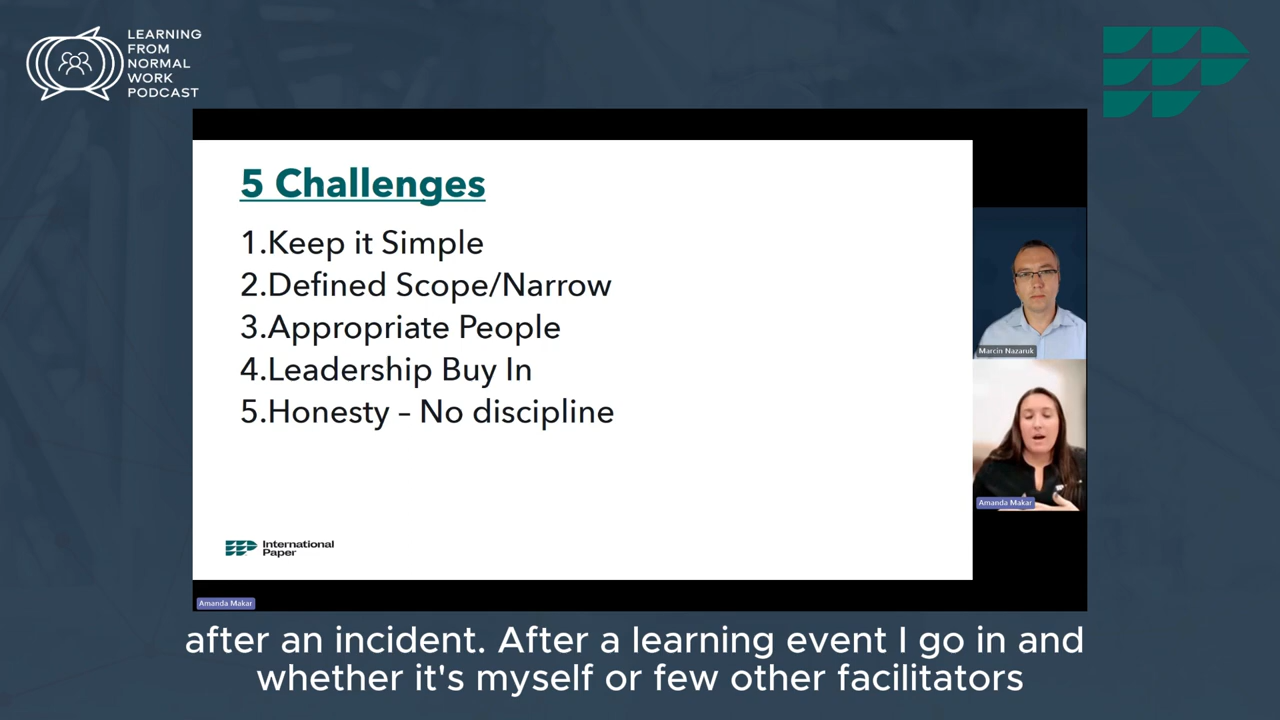 LEARNING
FROM
NORMAL
WORK
PODCAST
5 Challenges
1.Keep it Simple
2.Defined Scope/Narrow
3.Appropriate People
4.Leadership Buy In
5.Honesty – No discipline
International
Paper
Marcin Nazaruk
Amanda Makar
Amanda Makar
after an incident. After a learning event I go in and
whether it's myself or few other facilitators